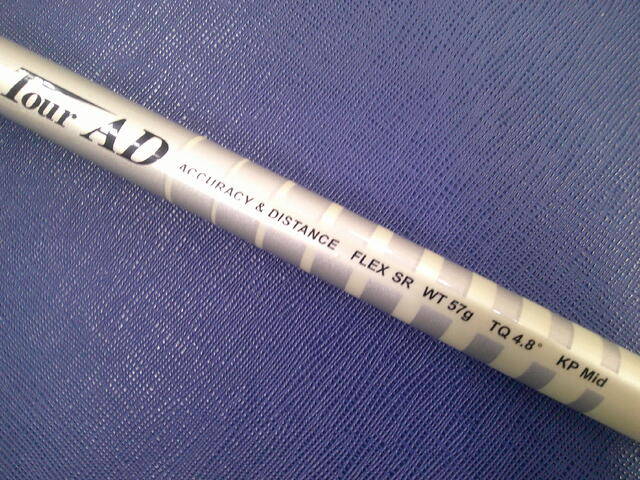 Tour AD ACCURACY & DISTANCE FLEX SR WT 57g TQ 4.8° KP Mid